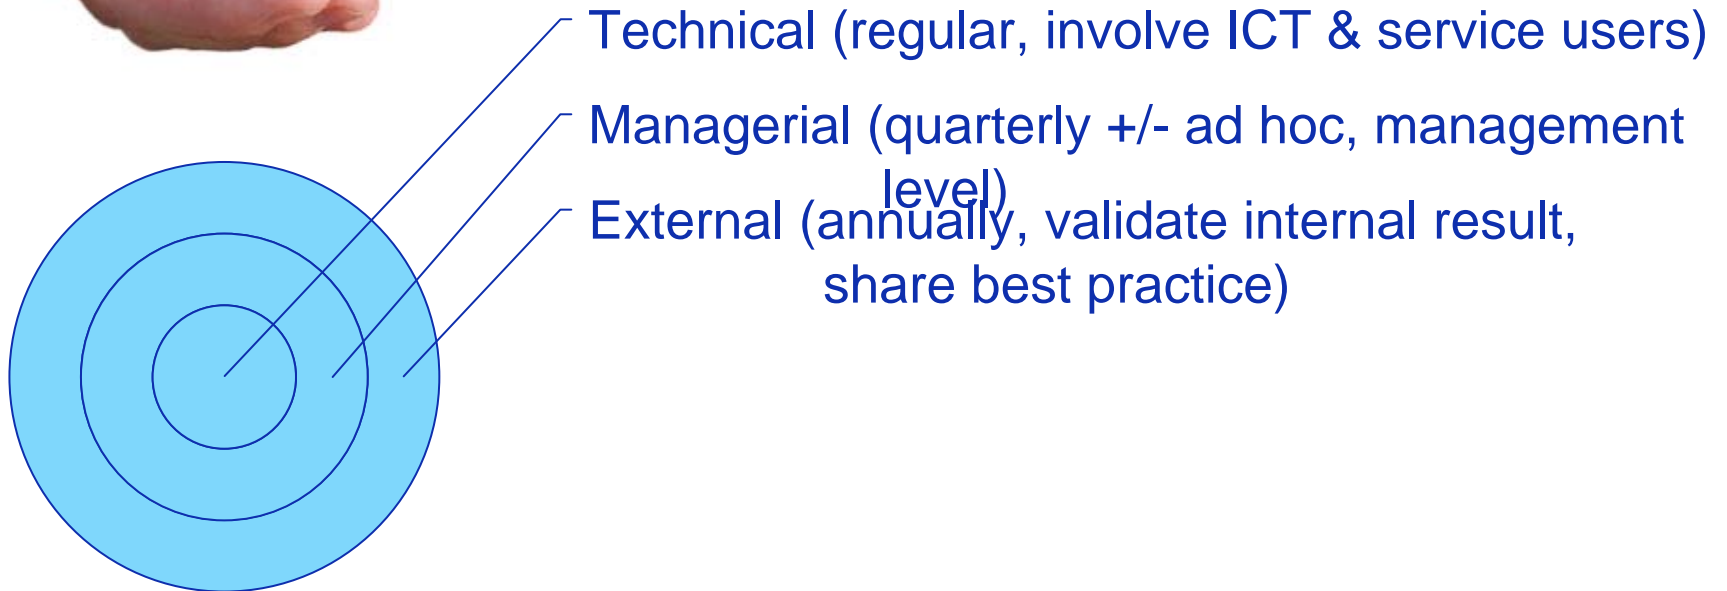 Technical (regular, involve ICT & service users)
Managerial (quarterly +/- ad hoc, management
level)
External (annually, validate internal result,
share best practice)